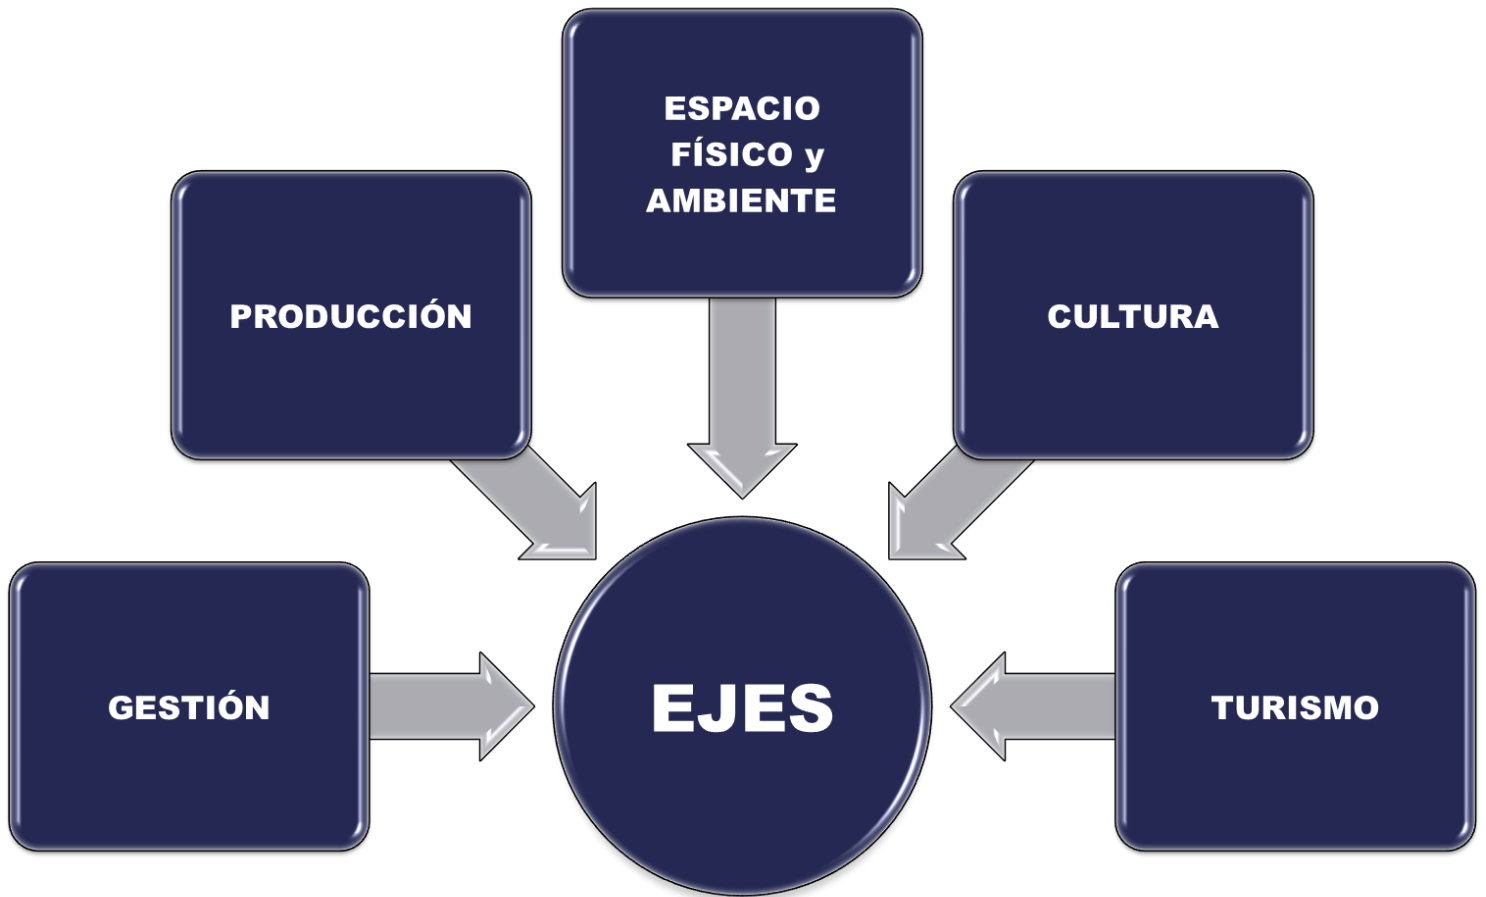 ESPACIO
FÍSICO y
AMBIENTE
PRODUCCIÓN
CULTURA
GESTIÓN
EJES
TURISMO